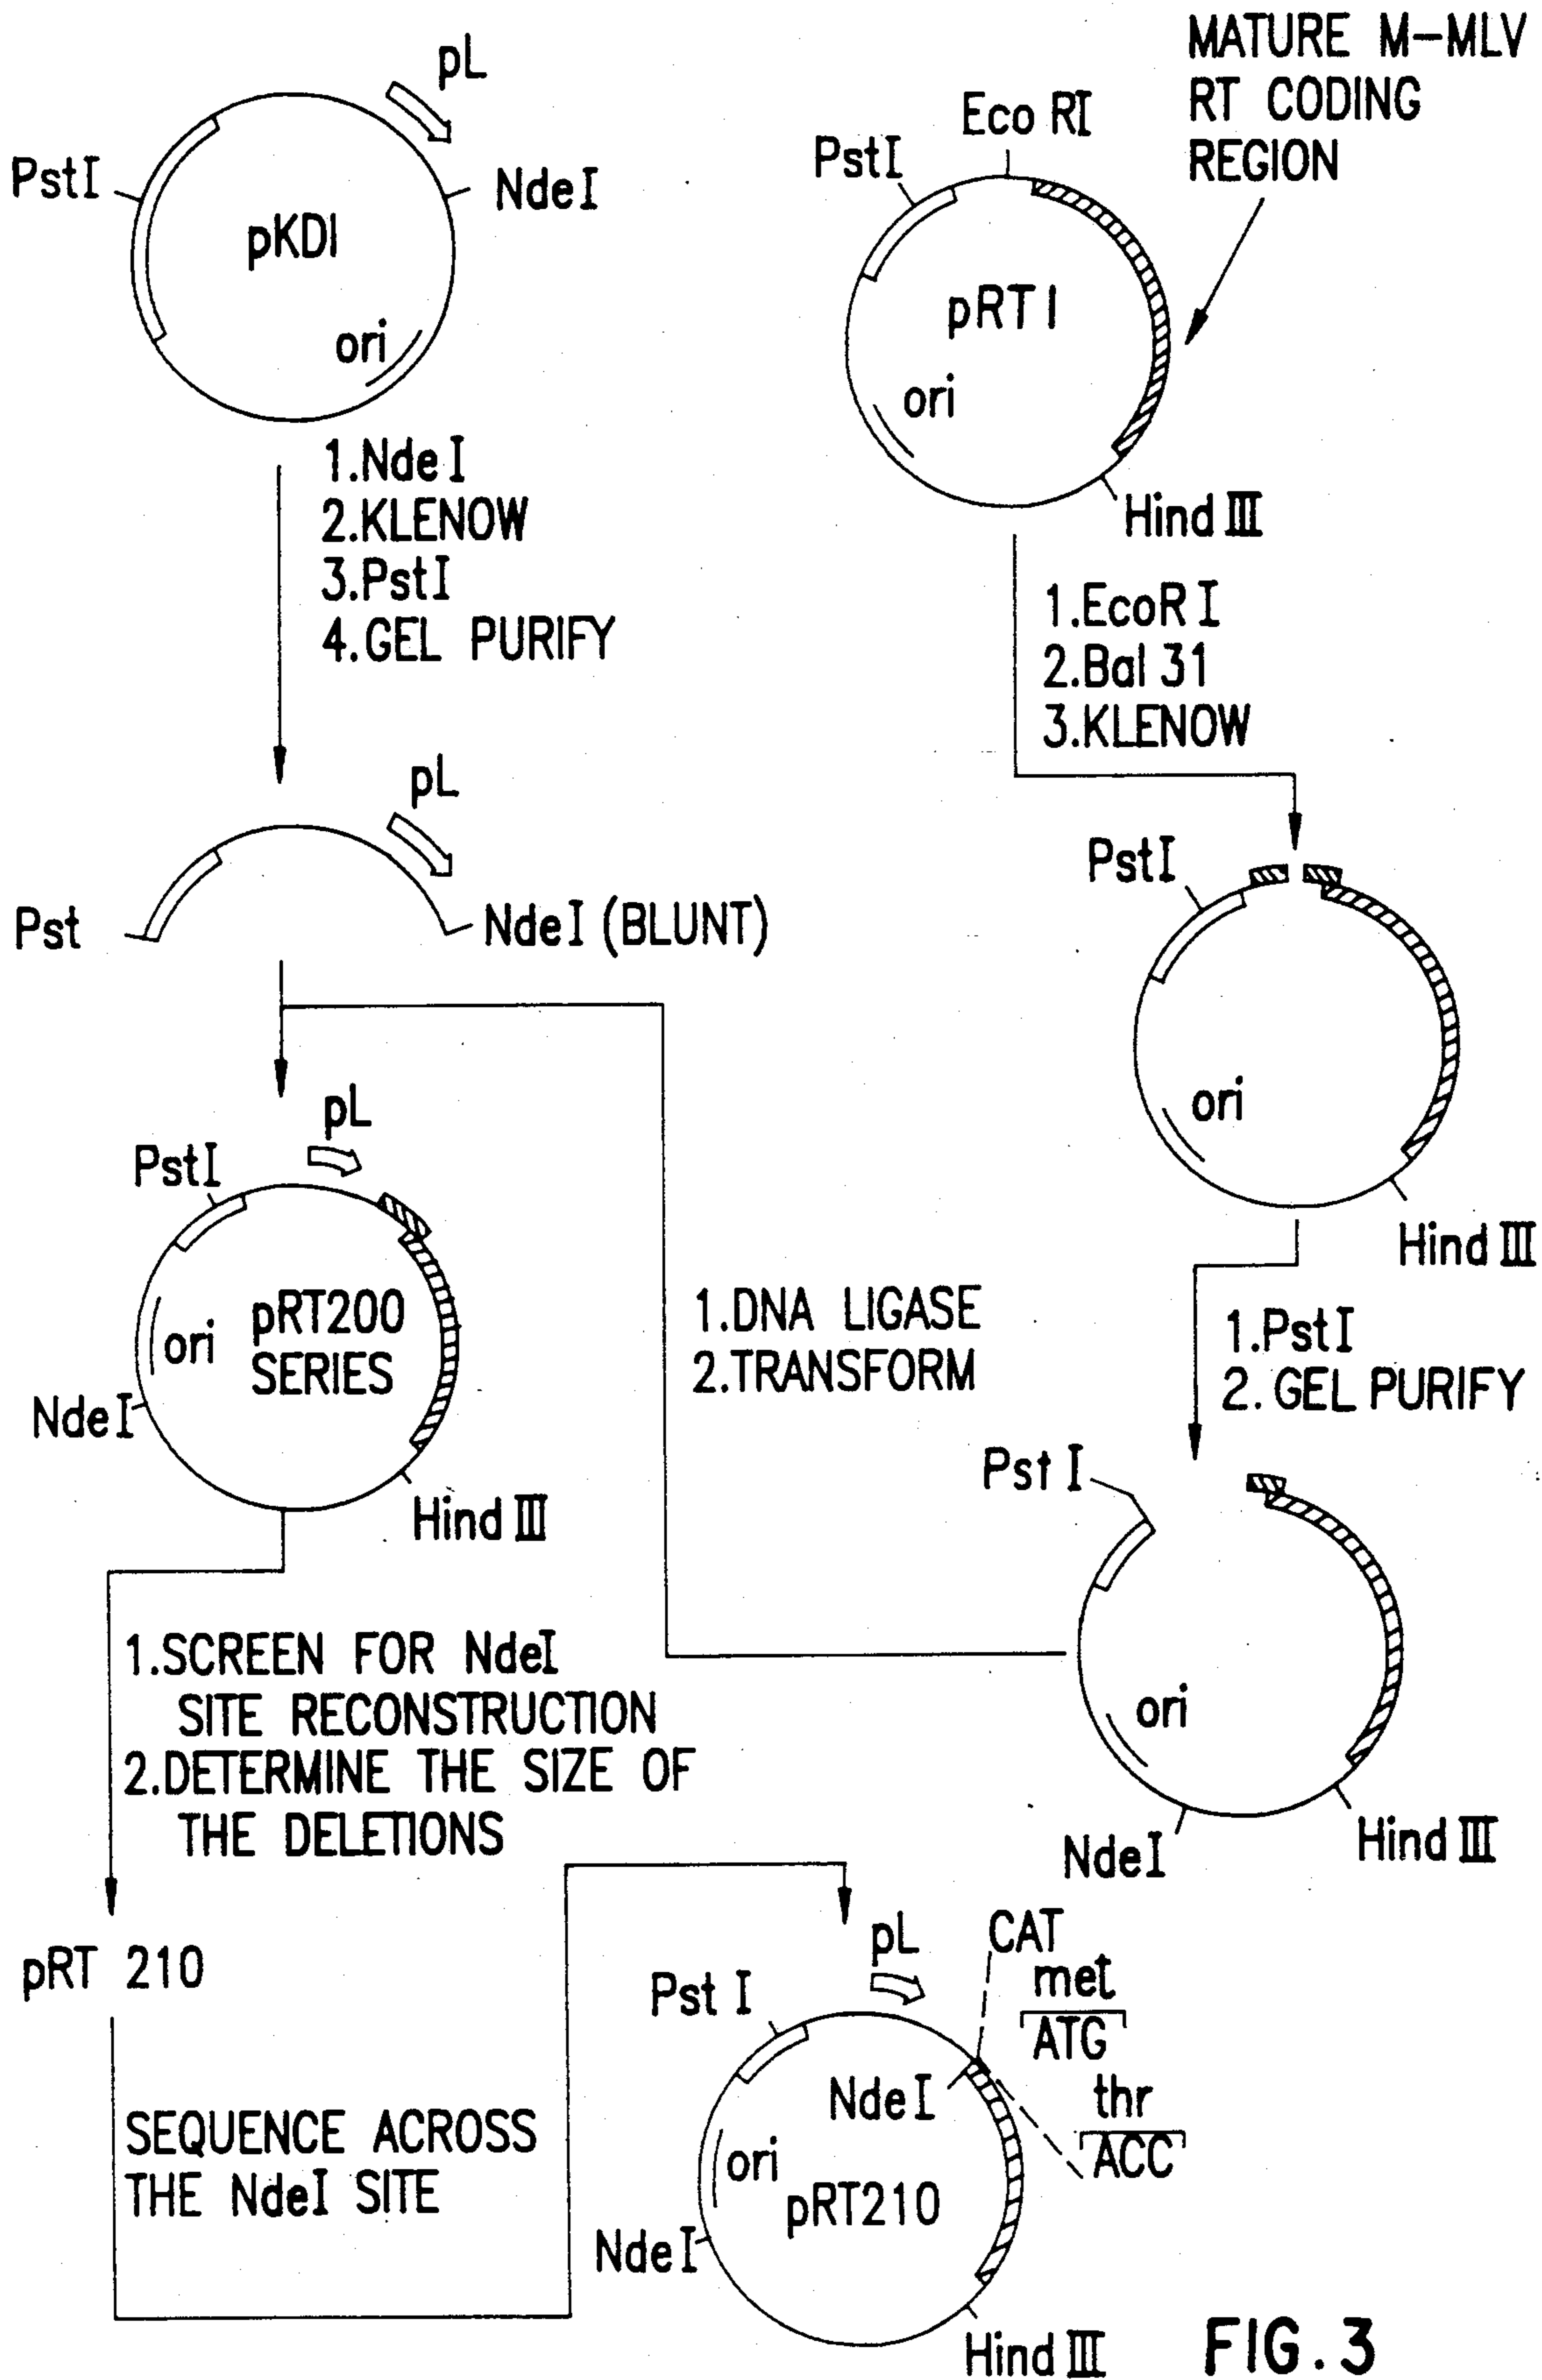 pL
PstI
NdeI
pKDI
ori
1.NdeI
2.KLENOW
3.PstI
4.GEL PURIFY
MATURE M-MLV
RT CODING
REGION
Eco RI
PstI
pRT I
ori
Hind III
1.EcoR I
2.Bal 31
3.KLENOW
pL
Pst
NdeI (BLUNT)
PstI
ori
Hind III
1.PstI
2. GEL PURIFY
pL
PstI
ori
pRT200
SERIES
NdeI
Hind III
1.DNA LIGASE
2.TRANSFORM
Pst I
ori
NdeI
Hind III
1.SCREEN FOR NdeI
SITE RECONSTRUCTION
2.DETERMINE THE SIZE OF
THE DELETIONS
pRT 210
SEQUENCE ACROSS
THE NdeI SITE
pL
CAT
met
ATG
thr
ACC
Pst I
NdeI
ori
pRT210
NdeI
Hind III
FIG. 3